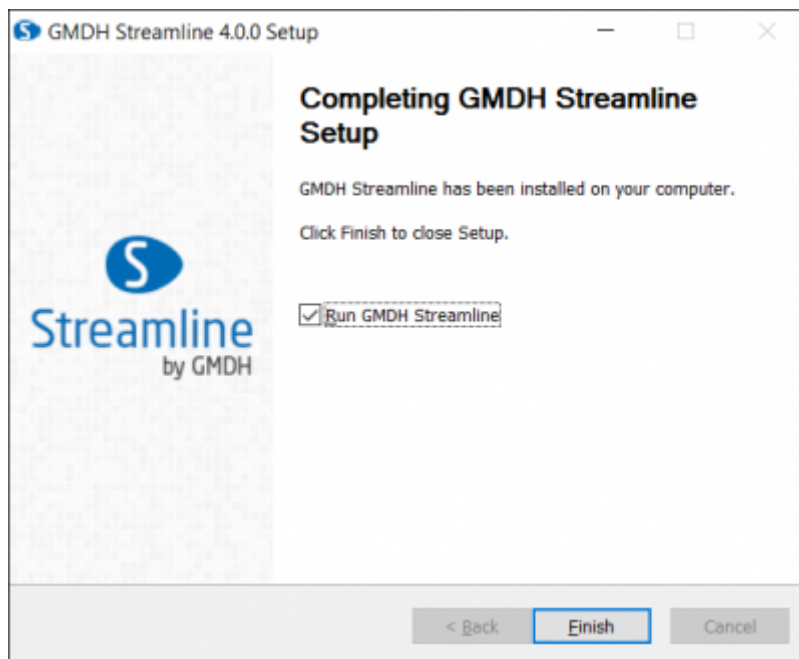 GMDH Streamline 4.0.0 Setup
Completing GMDH Streamline
Setup
GMDH Streamline has been installed on your computer.
Click Finish to close Setup.
S
Streamline
by GMDH
Run GMDH Streamline
< Back
Finish
Cancel